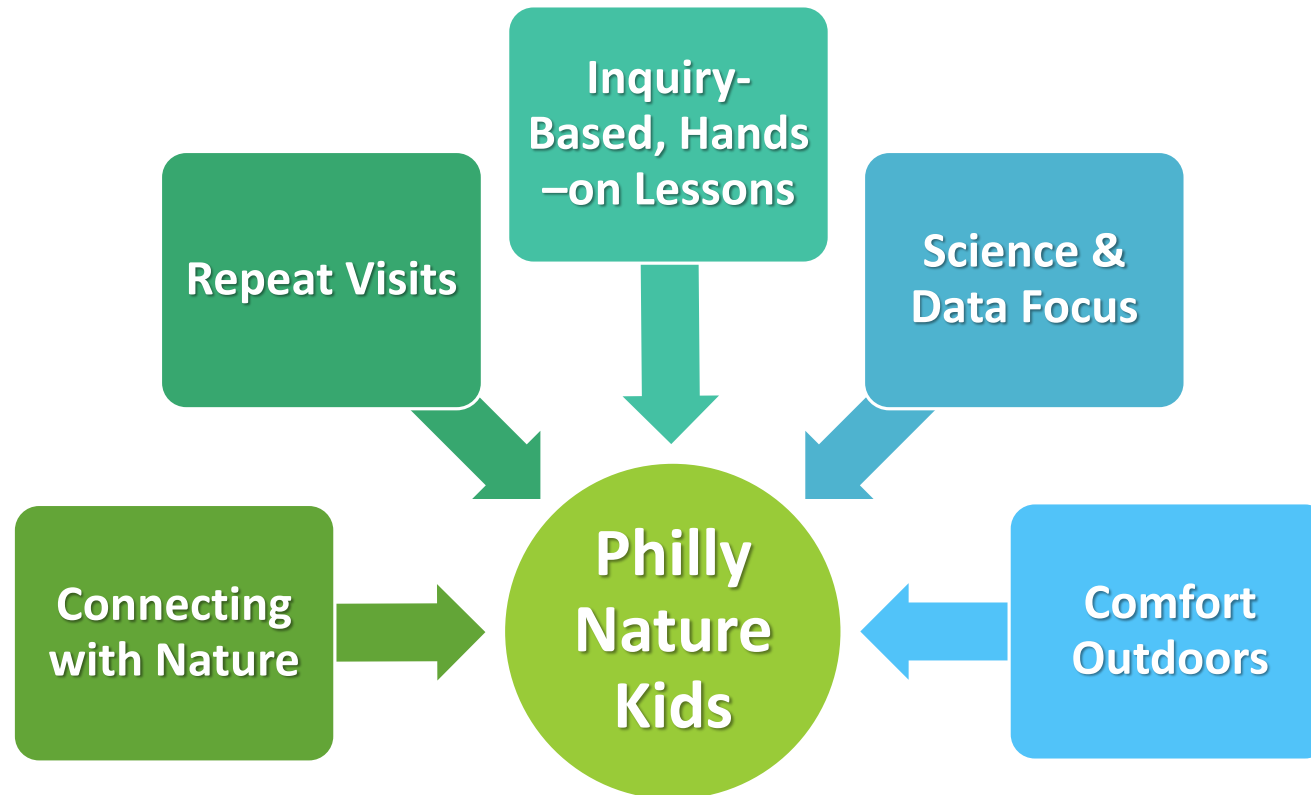 Inquiry-
Based, Hands
–on Lessons
Repeat Visits
Science &
Data Focus
Connecting
with Nature
Philly
Nature
Kids
Comfort
Outdoors